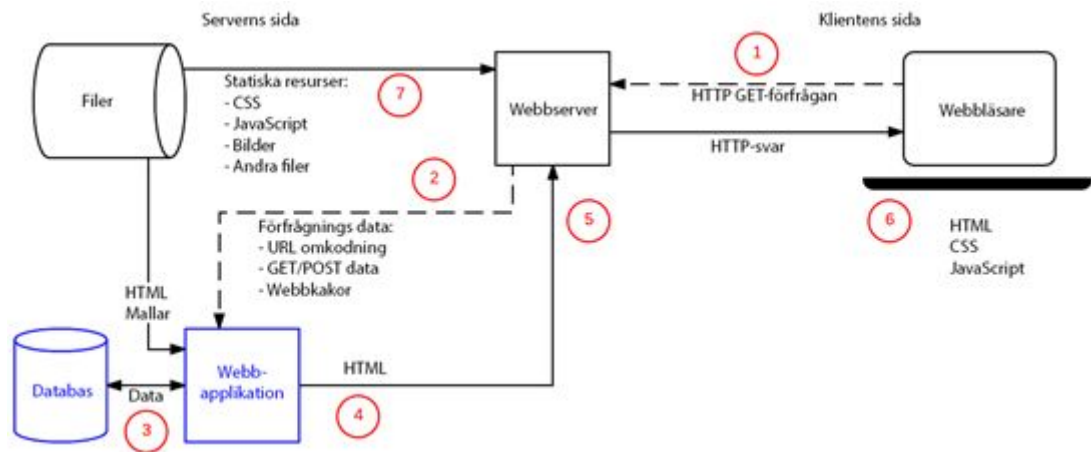 Serverns sida
Klientens sida
Filer
Statiska resurser:
- CSS
- JavaScript
- Bilder
- Andra filer
7
Webbserver
1
HTTP GET-förfrågan
HTTP-svar
Webbläsare
2
Förfrågnings data:
- URL omkodning
- GET/POST data
- Webbkakor
5
6
HTML
CSS
JavaScript
HTML
Mallar
Databas
Data
3
Webb-
applikation
HTML
4